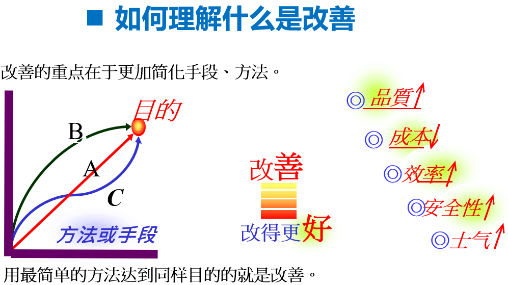 ■ 如何理解什么是改善
改善的重点在于更加简化手段、方法。
目的
B
A
C
方法或手段
改善
改得更好
◎品質↑
◎成本↓
◎效率↑
◎安全性↑
◎士气↑
用最简单的方法达到同样目的的就是改善。